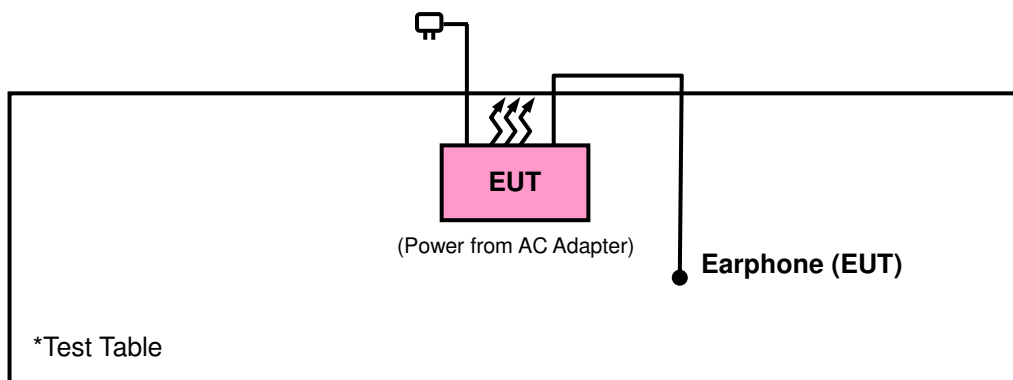 EUT
(Power from AC Adapter)
Earphone (EUT)
*Test Table